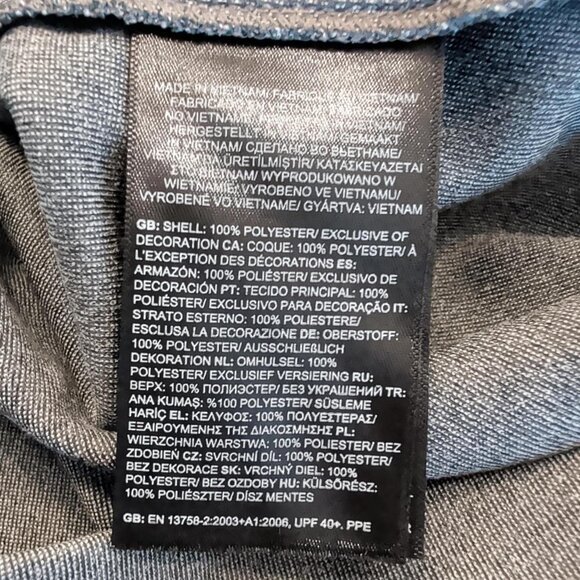 MADE IN VIETNAM/ FABRIQUÉ AU VIETNAM/
FABRICADO EN VIETNAM/ FABRICADO
NO VIETNAME/
HERGESTELLT IN VIETNAM/ GEMAAKT
IN VIETNAM/ СДЕЛАНО ВО ВЬЕТНАМЕ/
VIETNAM'DA ÜRETİLMİŞTİR/ ΚΑΤΑΣΚΕΥΑΖΕΤΑΙ
ΣΤΟ ΒΙΕΤΝΑΜ/ WYPRODUKOWANO W
WIETNAMIE/ VYROBENO VE VIETNAMU/
VYROBENÉ VO VIETNAME/ GYÁRTVA: VIETNAM
GB: SHELL: 100% POLYESTER/ EXCLUSIVE OF
DECORATION CA: COQUE: 100% POLYESTER/ À
L'EXCEPTION DES DÉCORATIONS ES:
ARMAZÓN: 100% POLIÉSTER/ EXCLUSIVO DE
DECORACIÓN PT: TECIDO PRINCIPAL: 100%
POLIÉSTER/ EXCLUSIVO PARA DECORAÇÃO IT:
STRATO ESTERNO: 100% POLIESTERE/
ESCLUSA LA DECORAZIONE DE: OBERSTOFF:
100% POLYESTER/ AUSSCHLIEßLICH
DEKORATION NL: OMHULSEL: 100%
POLYESTER/ EXCLUSIEF VERSIERING RU:
ВЕРХ: 100% ПОЛИЭСТЕР/ БЕЗ УКРАШЕНИЙ TR:
ANA KUMAŞ: %100 POLYESTER/ SÜSLEME
HARİÇ EL: ΚΕΛΥΦΟΣ: 100% ΠΟΛΥΕΣΤΕΡΑΣ/
ΕΞΑΙΡΟΥΜΕΝΗΣ ΤΗΣ ΔΙΑΚΟΣΜΗΣΗΣ PL:
WIERZCHNIA WARSTWA: 100% POLIESTER/ BEZ
ZDOBIEŃ CZ: SVRCHNÍ DÍL: 100% POLYESTER/
BEZ DEKORACE SK: VRCHNÝ DIEL: 100%
POLYESTER/ BEZ OZDOBY HU: KÜLSŐRÉSZ:
100% POLIÉSZTER/ DÍSZ MENTES
GB: EN 13758-2:2003+A1:2006, UPF 40+. PPE